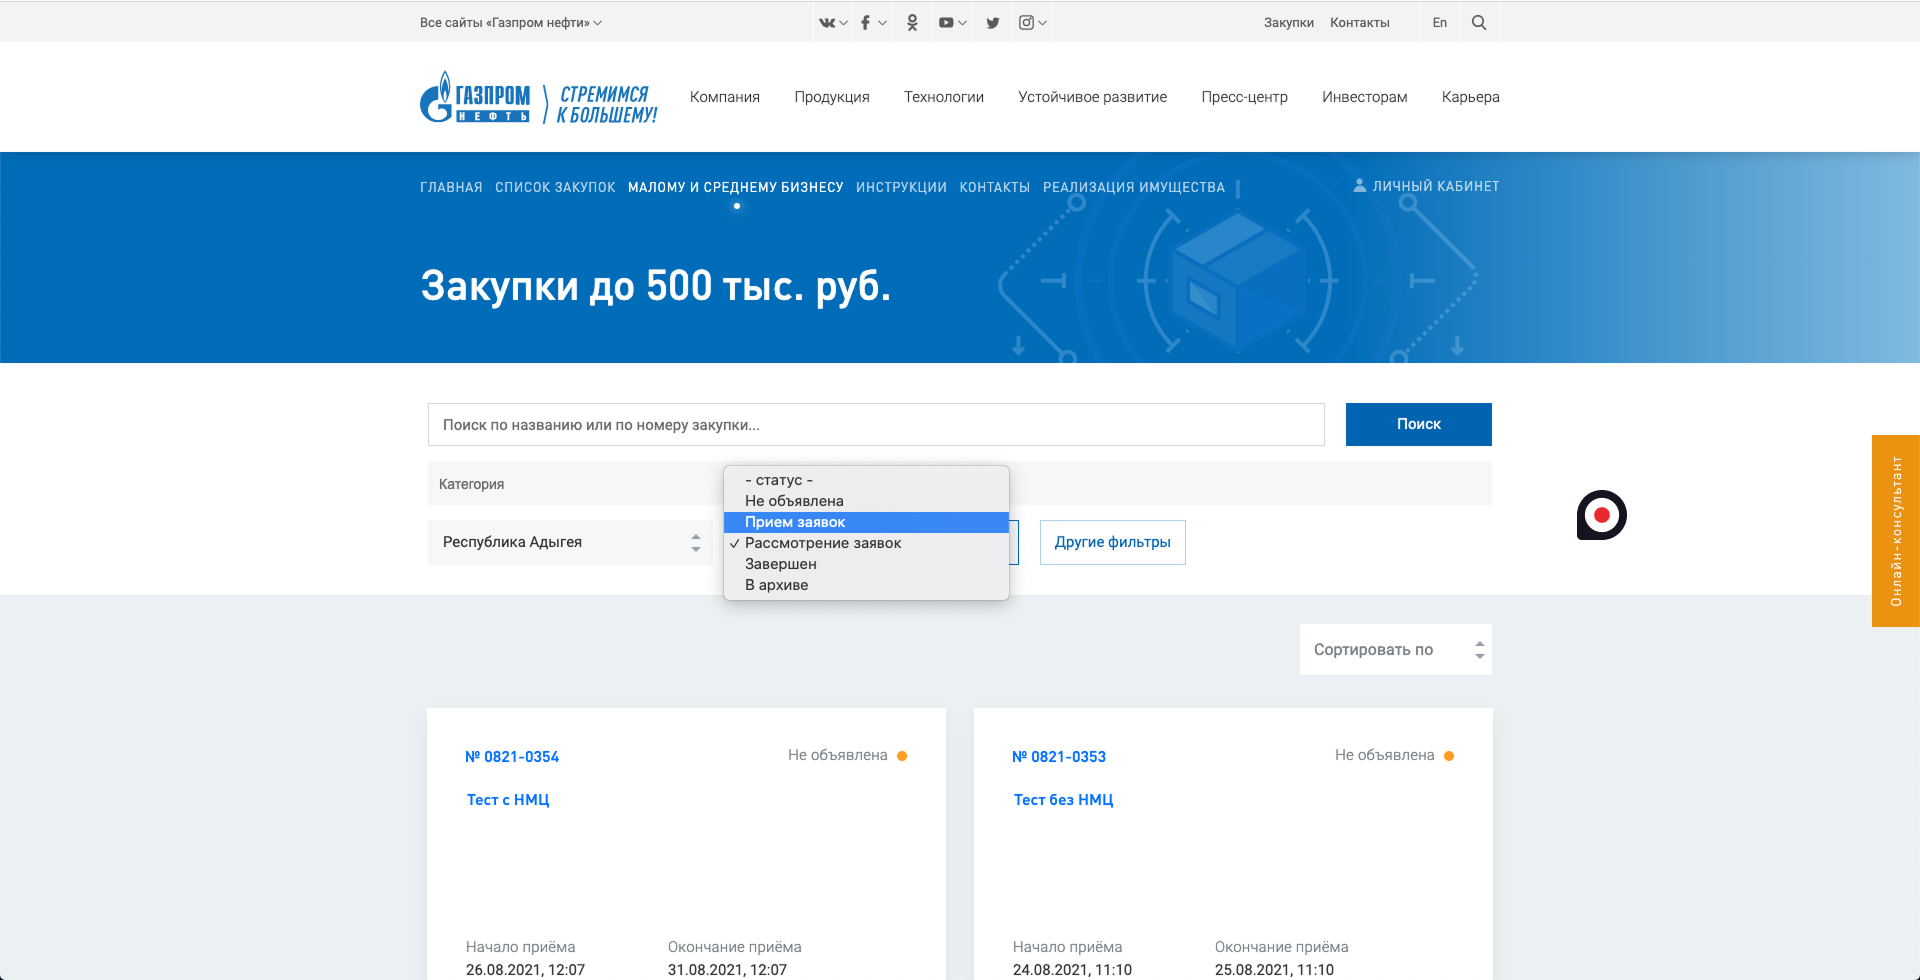 Все сайты «Газпром нефти»
Закупки Контакты En
ГАЗПРОМ
НЕФТЬ
СТРЕМИМСЯ
К БОЛЬШЕМУ!
Компания Продукция Технологии Устойчивое развитие Пресс-центр Инвесторам Карьера
ГЛАВНАЯ СПИСОК ЗАКУПОК МАЛОМУ И СРЕДНЕМУ БИЗНЕСУ ИНСТРУКЦИИ КОНТАКТЫ РЕАЛИЗАЦИЯ ИМУЩЕСТВА ЛИЧНЫЙ КАБИНЕТ
Закупки до 500 тыс. руб.
Поиск по названию или по номеру закупки...
Поиск
Категория
Республика Адыгея
- статус -
Не объявлена
Прием заявок
✓ Рассмотрение заявок
Завершен
В архиве
Другие фильтры
Онлайн-консультант
Сортировать по
№ 0821-0354
Не объявлена
Тест с НМЦ
Начало приёма
26.08.2021, 12:07
Окончание приёма
31.08.2021, 12:07
№ 0821-0353
Не объявлена
Тест без НМЦ
Начало приёма
24.08.2021, 11:10
Окончание приёма
25.08.2021, 11:10